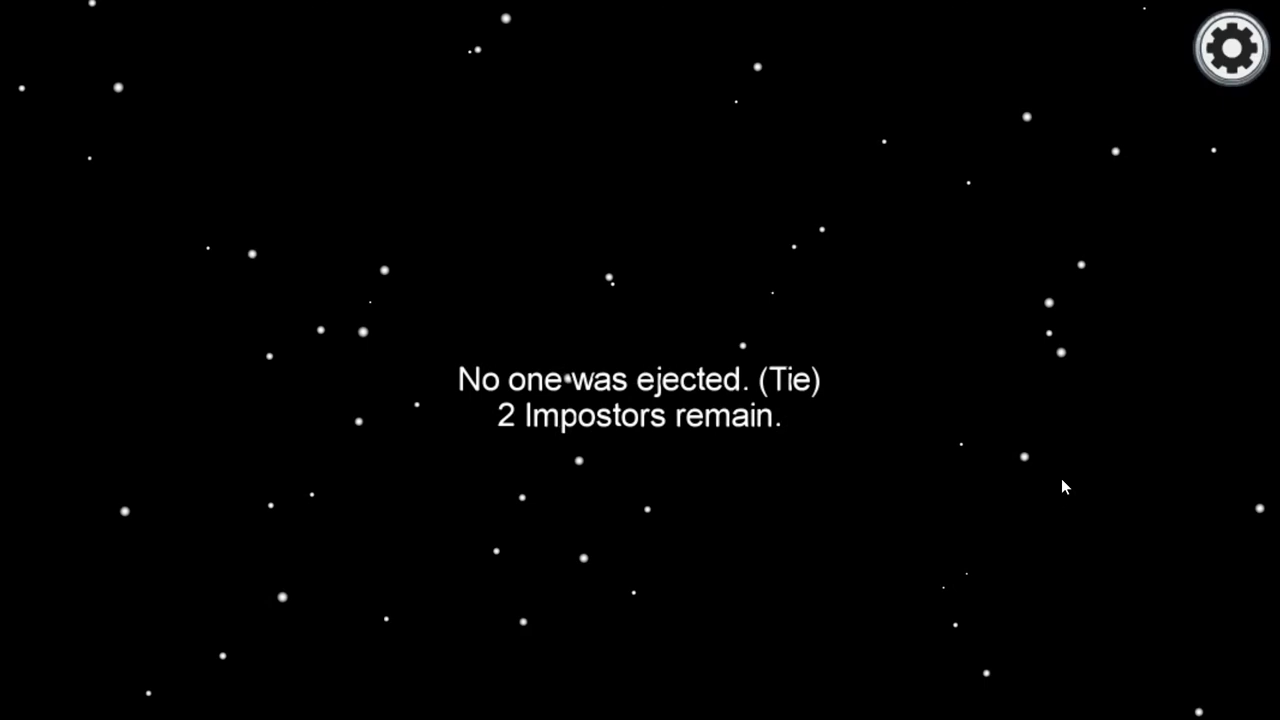 No one was ejected. (Tie)
2 Impostors remain.